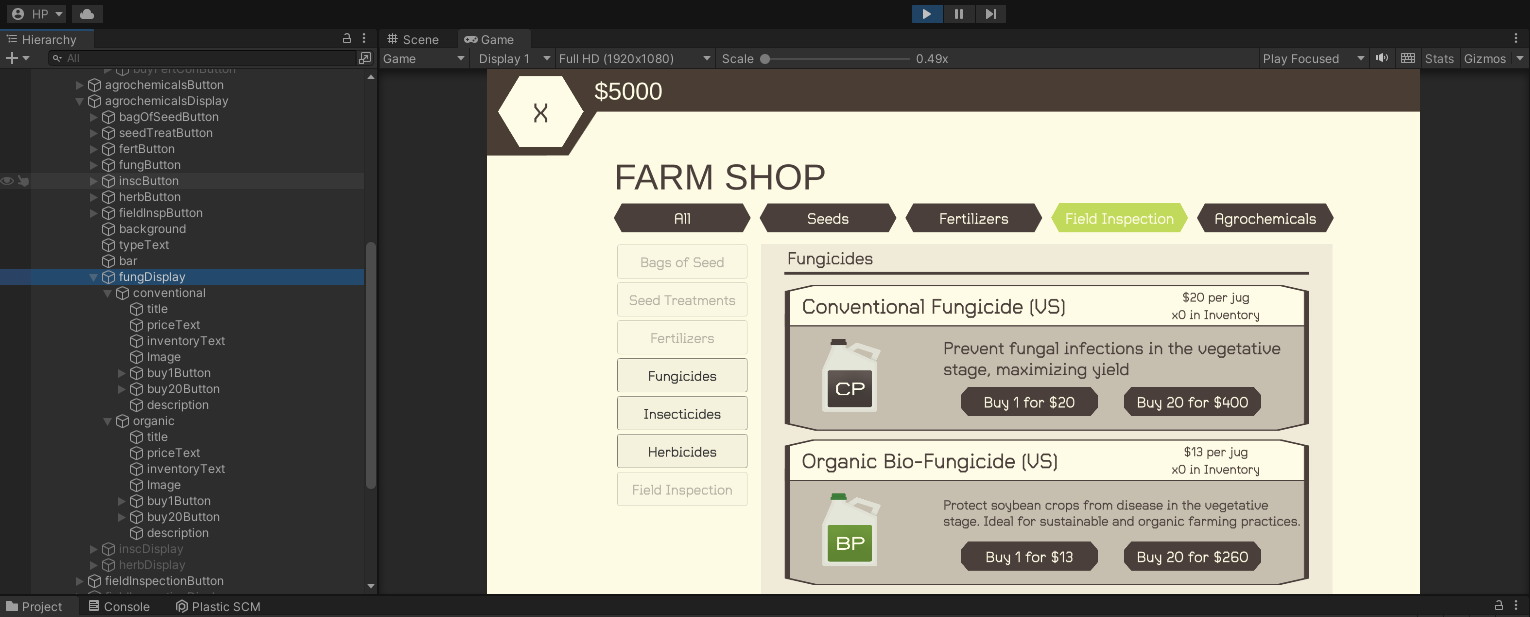 HP
Hierarchy
Scene
Game
All
Game
Display 1
Full HD (1920x1080)
Scale
0.49x
Play Focused
Stats
Gizmos
buyFertConButton
agrochemicalsButton
agrochemicalsDisplay
bagOfSeedButton
seedTreatButton
fertButton
fungButton
inscButton
herbButton
fieldInspButton
background
typeText
bar
fungDisplay
conventional
title
priceText
inventoryText
Image
buy1Button
buy20Button
description
organic
title
priceText
inventoryText
Image
buy1Button
buy20Button
description
inscDisplay
herbDisplay
fieldInspectionButton
X
$5000
FARM SHOP
All
Seeds
Fertilizers
Field Inspection
Agrochemicals
Bags of Seed
Seed Treatments
Fertilizers
Fungicides
Insecticides
Herbicides
Field Inspection
Fungicides
Conventional Fungicide (VS)
$20 per jug
x0 in Inventory
CP
Prevent fungal infections in the vegetative
stage, maximizing yield
Buy 1 for $20
Buy 20 for $400
Organic Bio-Fungicide (VS)
$13 per jug
x0 in Inventory
BP
Protect soybean crops from disease in the vegetative
stage. Ideal for sustainable and organic farming practices.
Buy 1 for $13
Buy 20 for $260
Project
Console
Plastic SCM